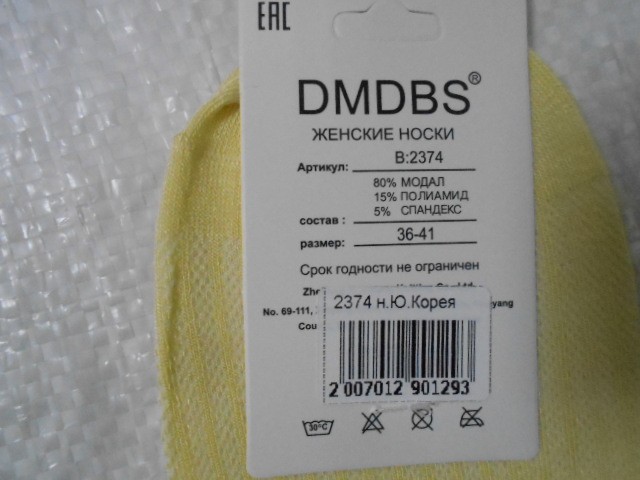 EAC
DMDBS®
ЖЕНСКИЕ НОСКИ
Артикул: B:2374
80% МОДАЛ
15% ПОЛИАМИД
состав : 5% СПАНДЕКС
размер: 36-41
Срок годности не ограничен
No. 69-111,
2374 н.Ю.Корея
2 007012 901293
30°C